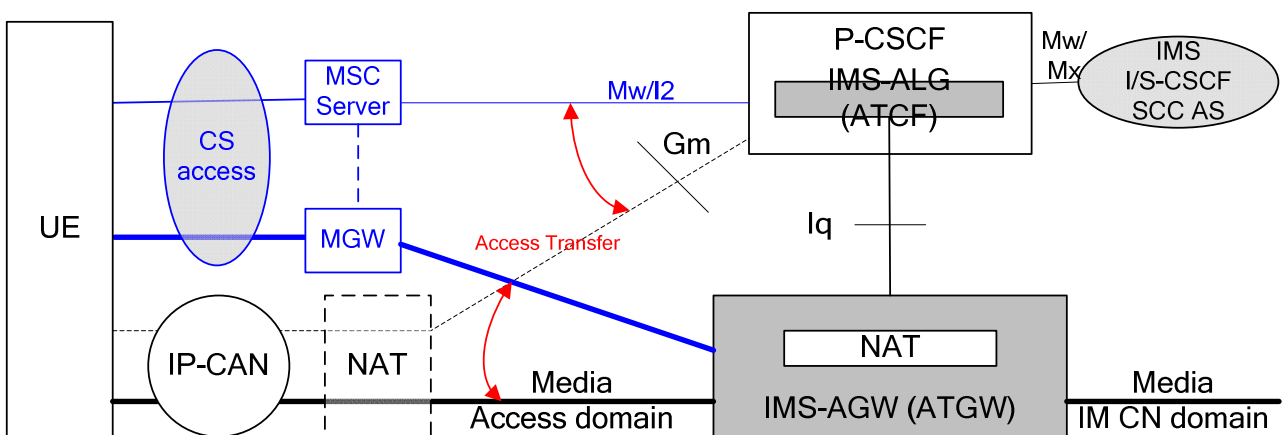 P-CSCF
IMS-ALG
(ATCF)
Mw/
Mx
IMS
I/S-CSCF
SCC AS
MSC
Server
Mw/I2
CS
access
Gm
UE
MGW
Access Transfer
Iq
IP-CAN
NAT
Media
Access domain
NAT
IMS-AGW (ATGW)
Media
IM CN domain